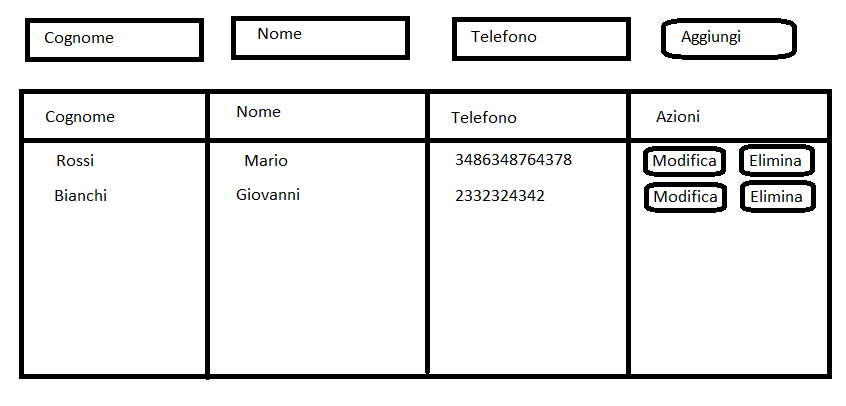 Cognome Nome Telefono Aggiungi
Cognome Nome Telefono Azioni
Rossi Mario 3486348764378 Modifica Elimina
Bianchi Giovanni 2332324342 Modifica Elimina